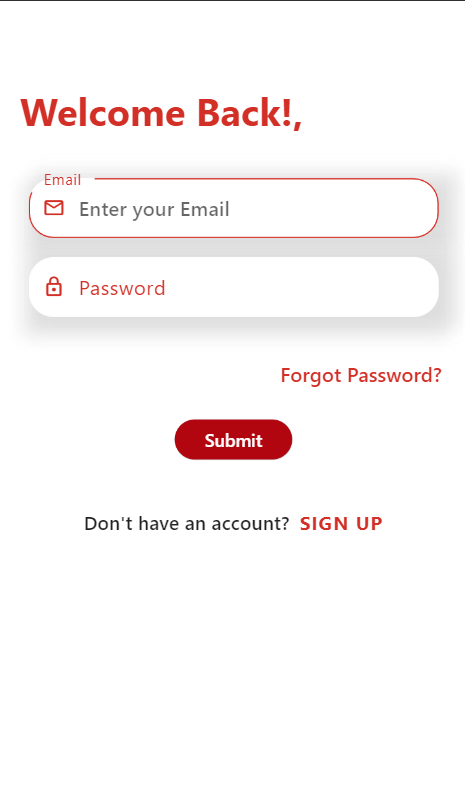 Welcome Back!,
Email
Enter your Email
Password
Forgot Password?
Submit
Don't have an account? SIGN UP